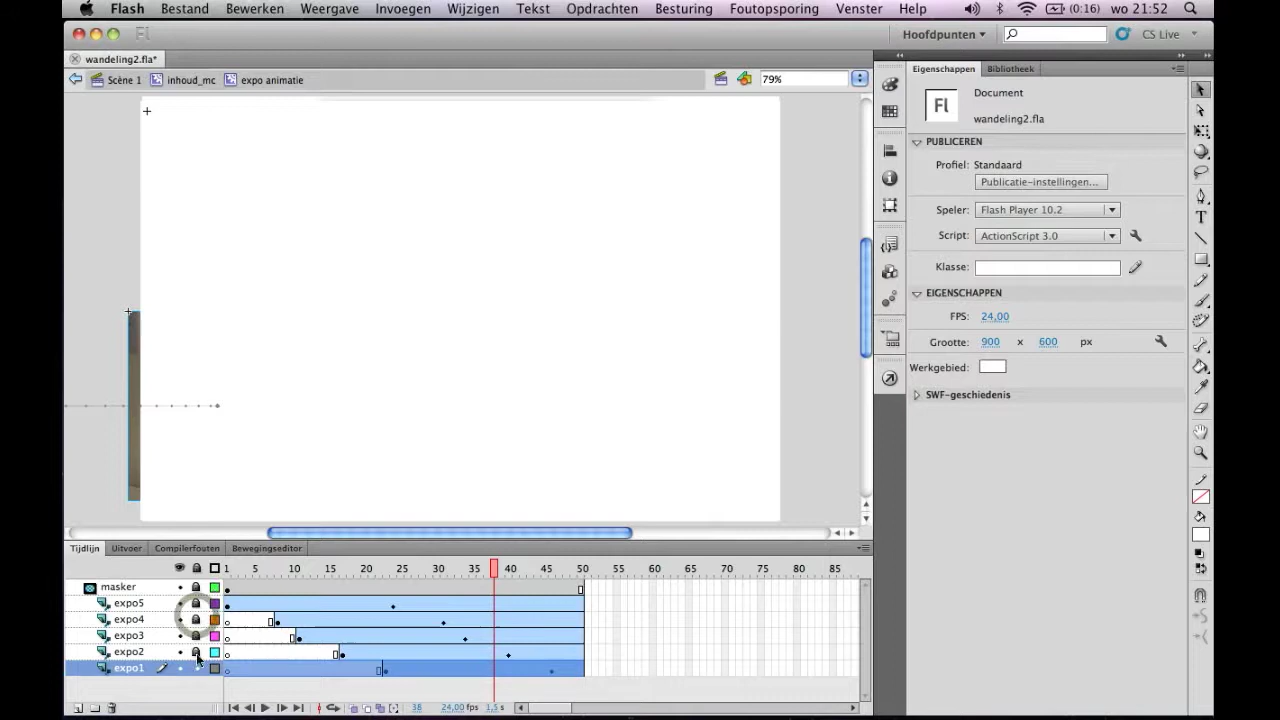 Flash Bestand Bewerken Weergave Invoegen Wijzigen Tekst Opdrachten Besturing Foutopsporing Venster Help (0:16) wo 21:52
Fl Hoofdpunten CS Live
wandeling2.fla*
Scène 1 inhoud_mc expo animatie 79%
Eigenschappen Bibliotheek
Fl Document
wandeling2.fla
PUBLICEREN
Profiel: Standaard
Publicatie-instellingen...
Speler: Flash Player 10.2
Script: ActionScript 3.0
Klasse:
EIGENSCHAPPEN
FPS: 24,00
Grootte: 900 x 600 px
Werkgebied:
SWF-geschiedenis
Tijdlijn Uitvoer Compilerfouten Bewegingseditor
1 5 10 15 20 25 30 35 40 45 50 55 60 65 70 75 80 85
masker
expo5
expo4
expo3
expo2
expo1
38 24,00 fps 1,5 s